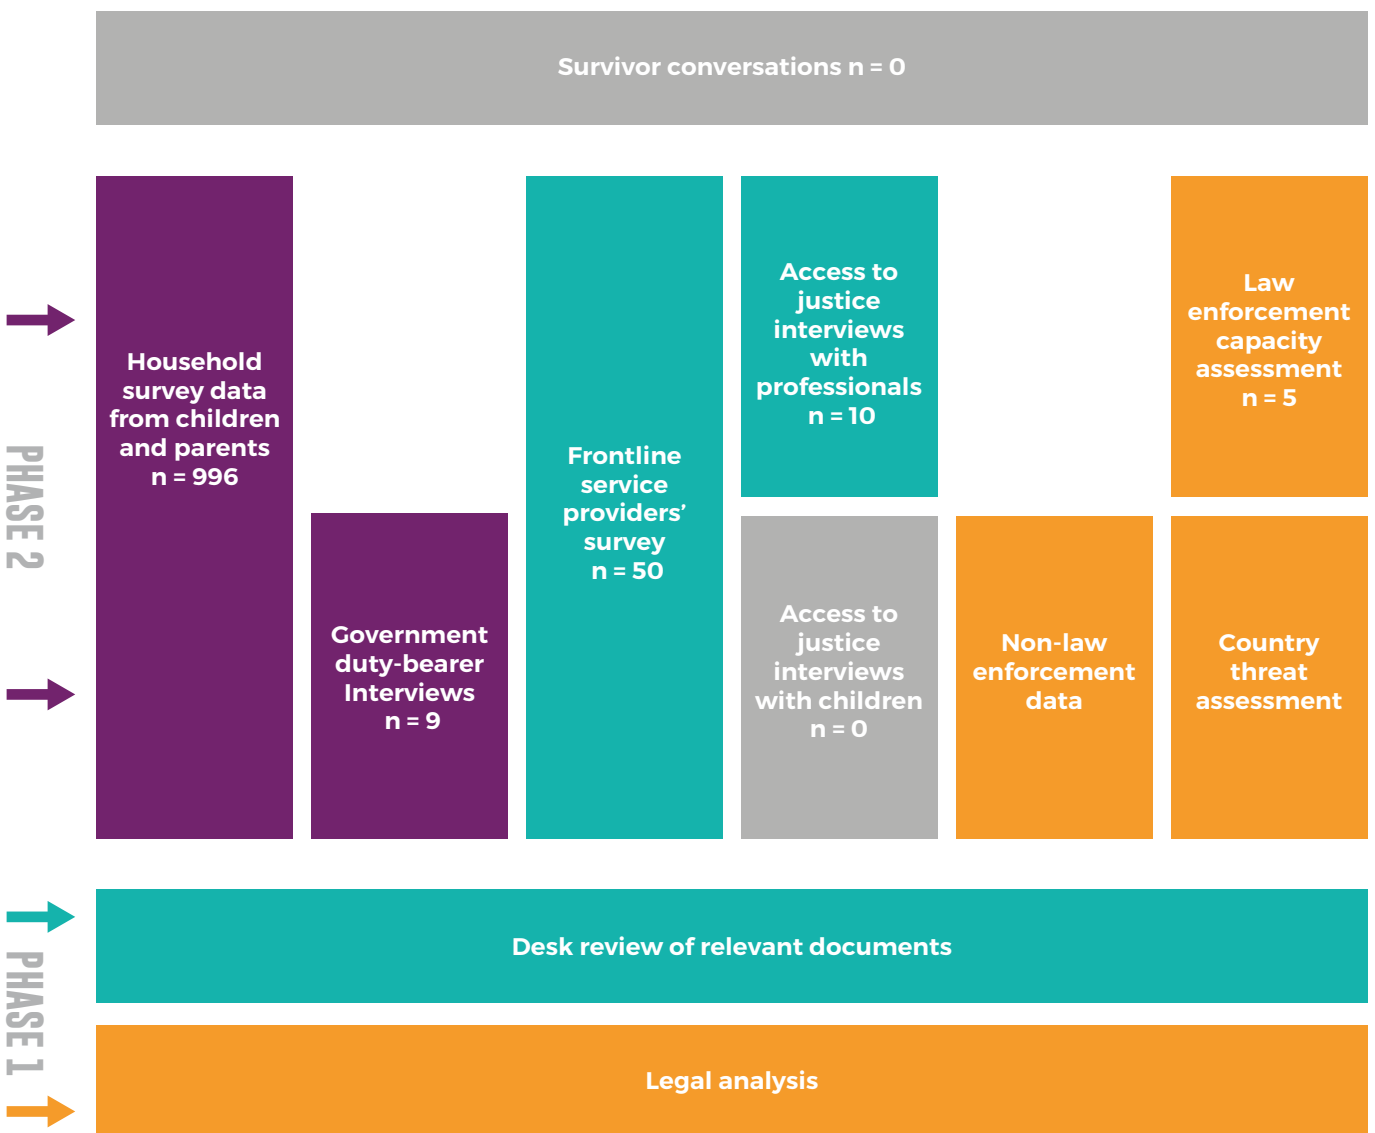 Survivor conversations n = 0
PHASE 2
Household
survey data
from children
and parents
n = 996
Government
duty-bearer
Interviews
n = 9
Frontline
service
providers’
survey
n = 50
Access to
justice
interviews
with
professionals
n = 10
Access to
justice
interviews
with children
n = 0
Non-law
enforcement
data
Law
enforcement
capacity
assessment
n = 5
Country
threat
assessment
PHASE 1
Desk review of relevant documents
Legal analysis